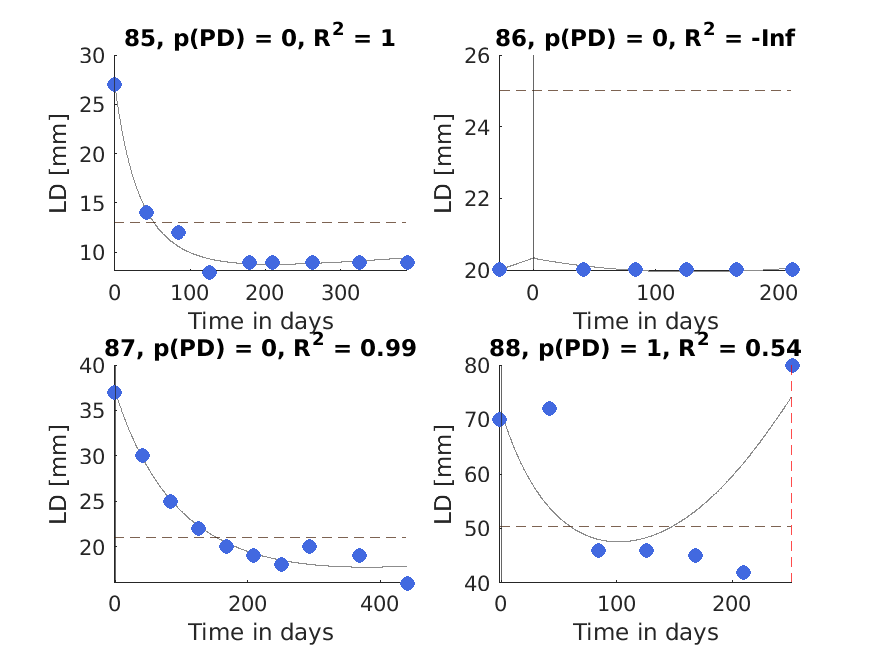 85, p(PD) = 0, R² = 1
30
25
20
15
10
LD [mm]
0
100
200
300
Time in days
86, p(PD) = 0, R² = -Inf
26
24
22
20
LD [mm]
0
100
200
Time in days
87, p(PD) = 0, R² = 0.99
40
35
30
25
20
LD [mm]
0
200
400
Time in days
88, p(PD) = 1, R² = 0.54
80
70
60
50
40
LD [mm]
0
100
200
Time in days